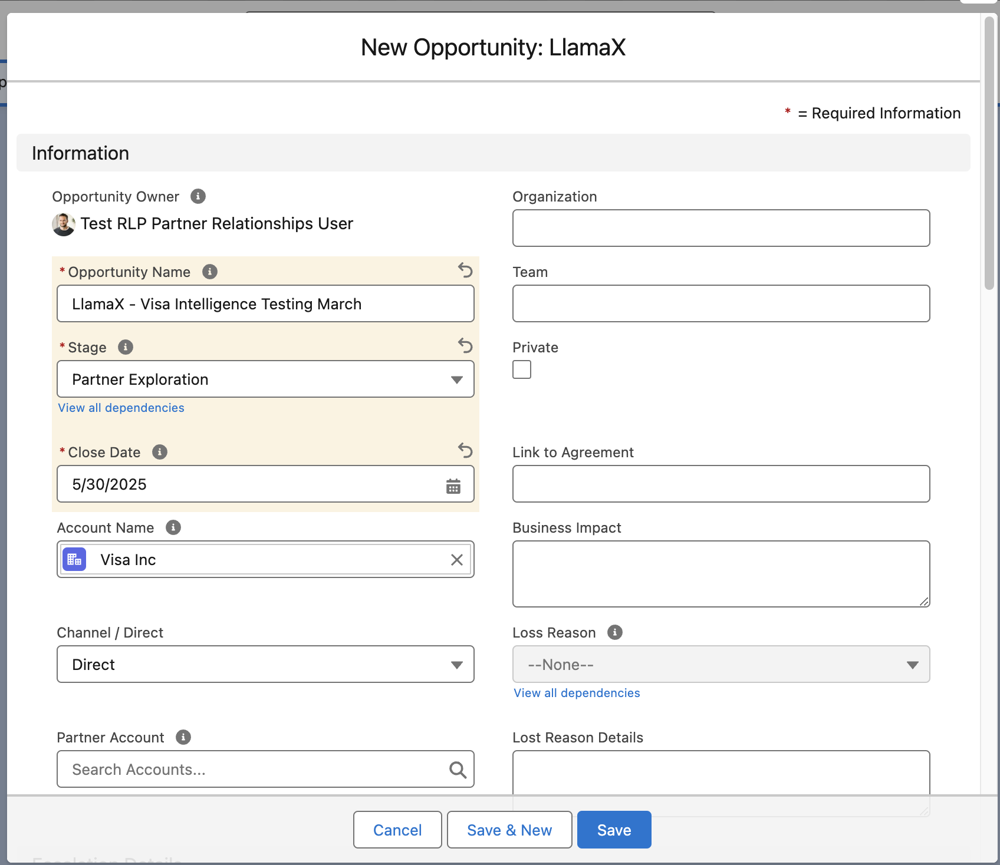 New Opportunity: LlamaX
* = Required Information
Information
Opportunity Owner
Test RLP Partner Relationships User
Organization
* Opportunity Name
LlamaX - Visa Intelligence Testing March
Team
* Stage
Partner Exploration
View all dependencies
Private
* Close Date
5/30/2025
Link to Agreement
Account Name
Visa Inc
Business Impact
Channel / Direct
Direct
Loss Reason
--None--
View all dependencies
Partner Account
Search Accounts...
Lost Reason Details
Cancel
Save & New
Save